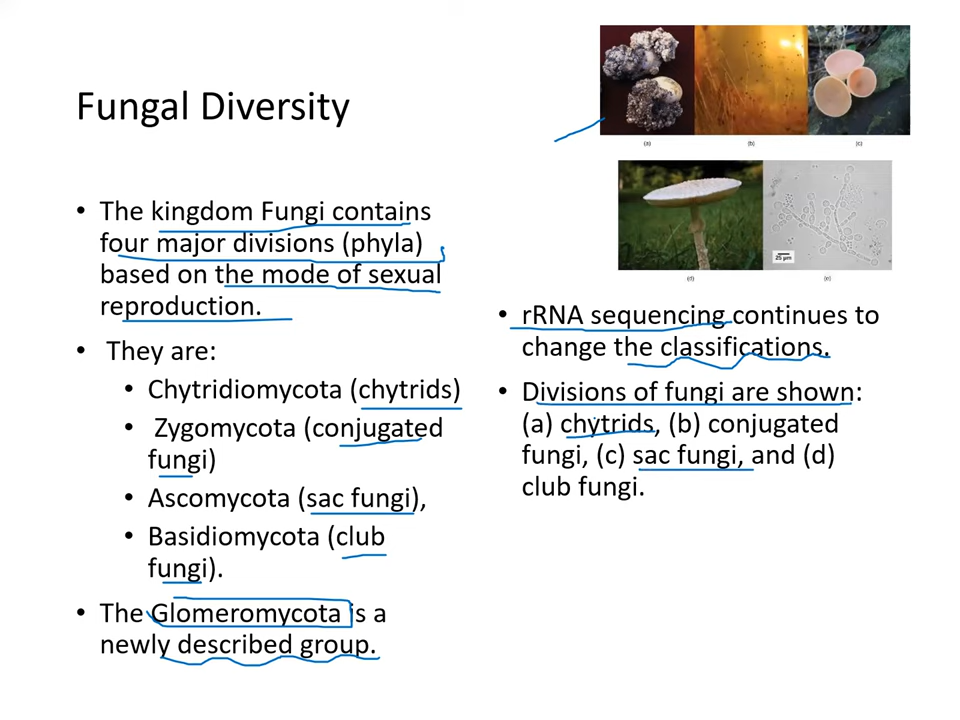 Fungal Diversity
(a)
(b)
(c)
25 μm
(d)
(e)
• The kingdom Fungi contains
four major divisions (phyla)
based on the mode of sexual
reproduction.
• They are:
• Chytridiomycota (chytrids)
• Zygomycota (conjugated
fungi)
• Ascomycota (sac fungi),
• Basidiomycota (club
fungi).
• The Glomeromycota is a
newly described group.
• rRNA sequencing continues to
change the classifications.
• Divisions of fungi are shown:
(a) chytrids, (b) conjugated
fungi, (c) sac fungi, and (d)
club fungi.